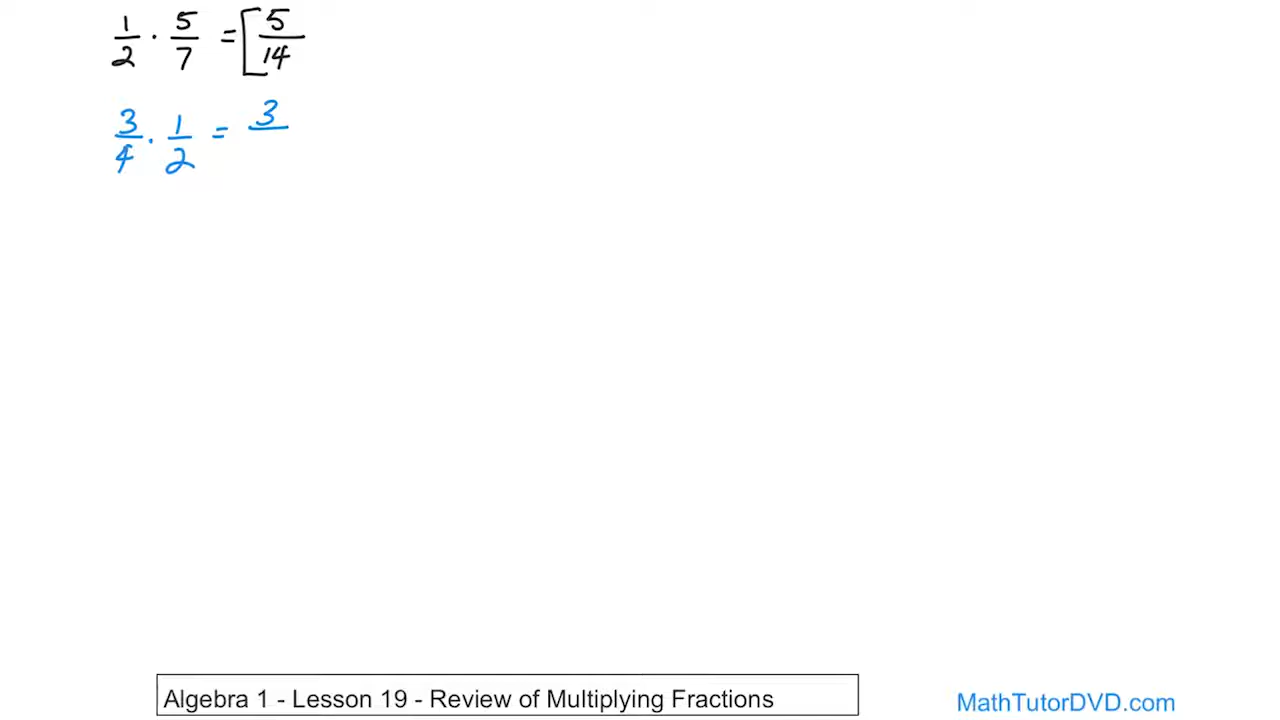 1/2 · 5/7 = [5/14
3/4 · 1/2 = 3/
Algebra 1 - Lesson 19 - Review of Multiplying Fractions
MathTutorDVD.com